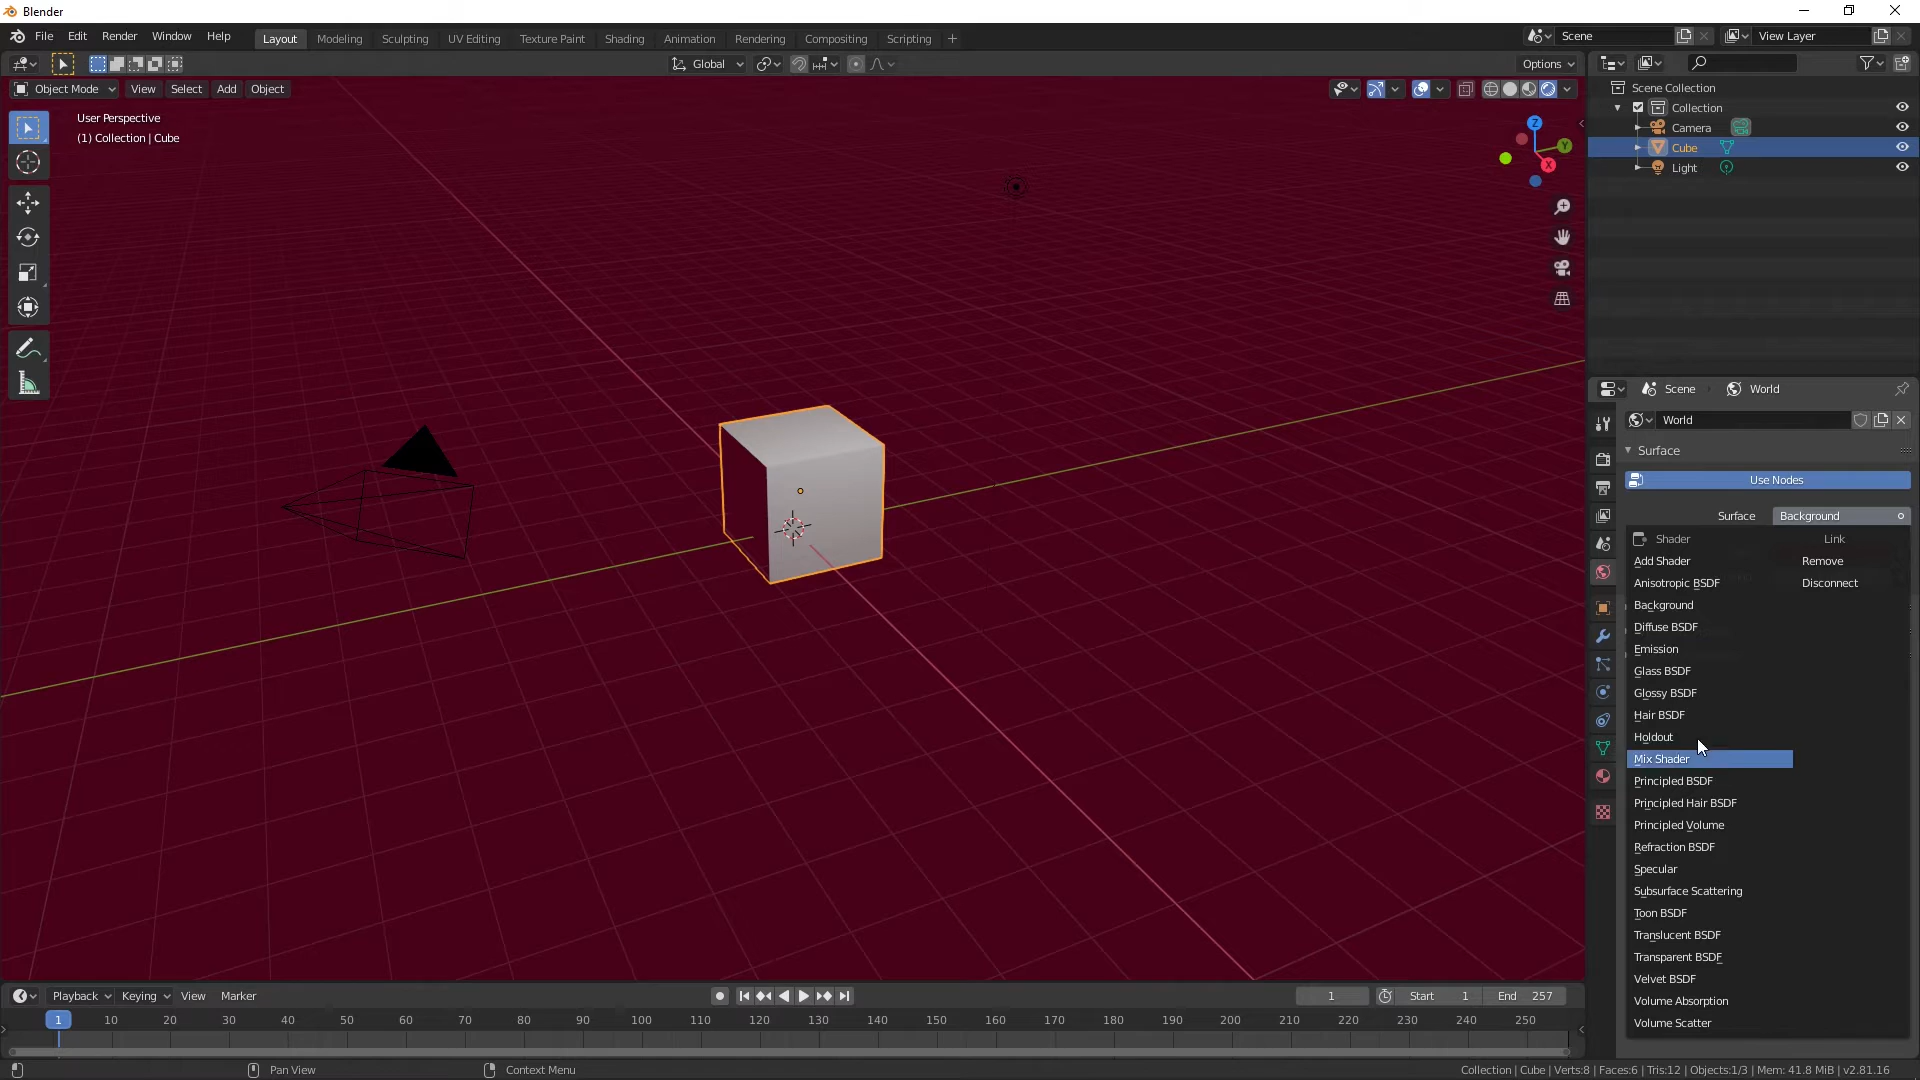 Blender
File Edit Render Window Help
Layout Modeling Sculpting UV Editing Texture Paint Shading Animation Rendering Compositing Scripting +
Scene
View Layer
Global
Options
Object Mode View Select Add Object
User Perspective
(1) Collection | Cube
Z
Y
X
Scene Collection
Collection
Camera
Cube
Light
Scene World
World
Surface
Use Nodes
Surface Background
Shader Link
Add Shader Remove
Anisotropic BSDF Disconnect
Background
Diffuse BSDF
Emission
Glass BSDF
Glossy BSDF
Hair BSDF
Holdout
Mix Shader
Principled BSDF
Principled Hair BSDF
Principled Volume
Refraction BSDF
Specular
Subsurface Scattering
Toon BSDF
Translucent BSDF
Transparent BSDF
Velvet BSDF
Volume Absorption
Volume Scatter
Playback Keying View Marker
1 Start 1 End 257
1 10 20 30 40 50 60 70 80 90 100 110 120 130 140 150 160 170 180 190 200 210 220 230 240 250
Pan View Context Menu
Collection | Cube | Verts:8 | Faces:6 | Tris:12 | Objects:1/3 | Mem: 41.8 MiB | v2.81.16